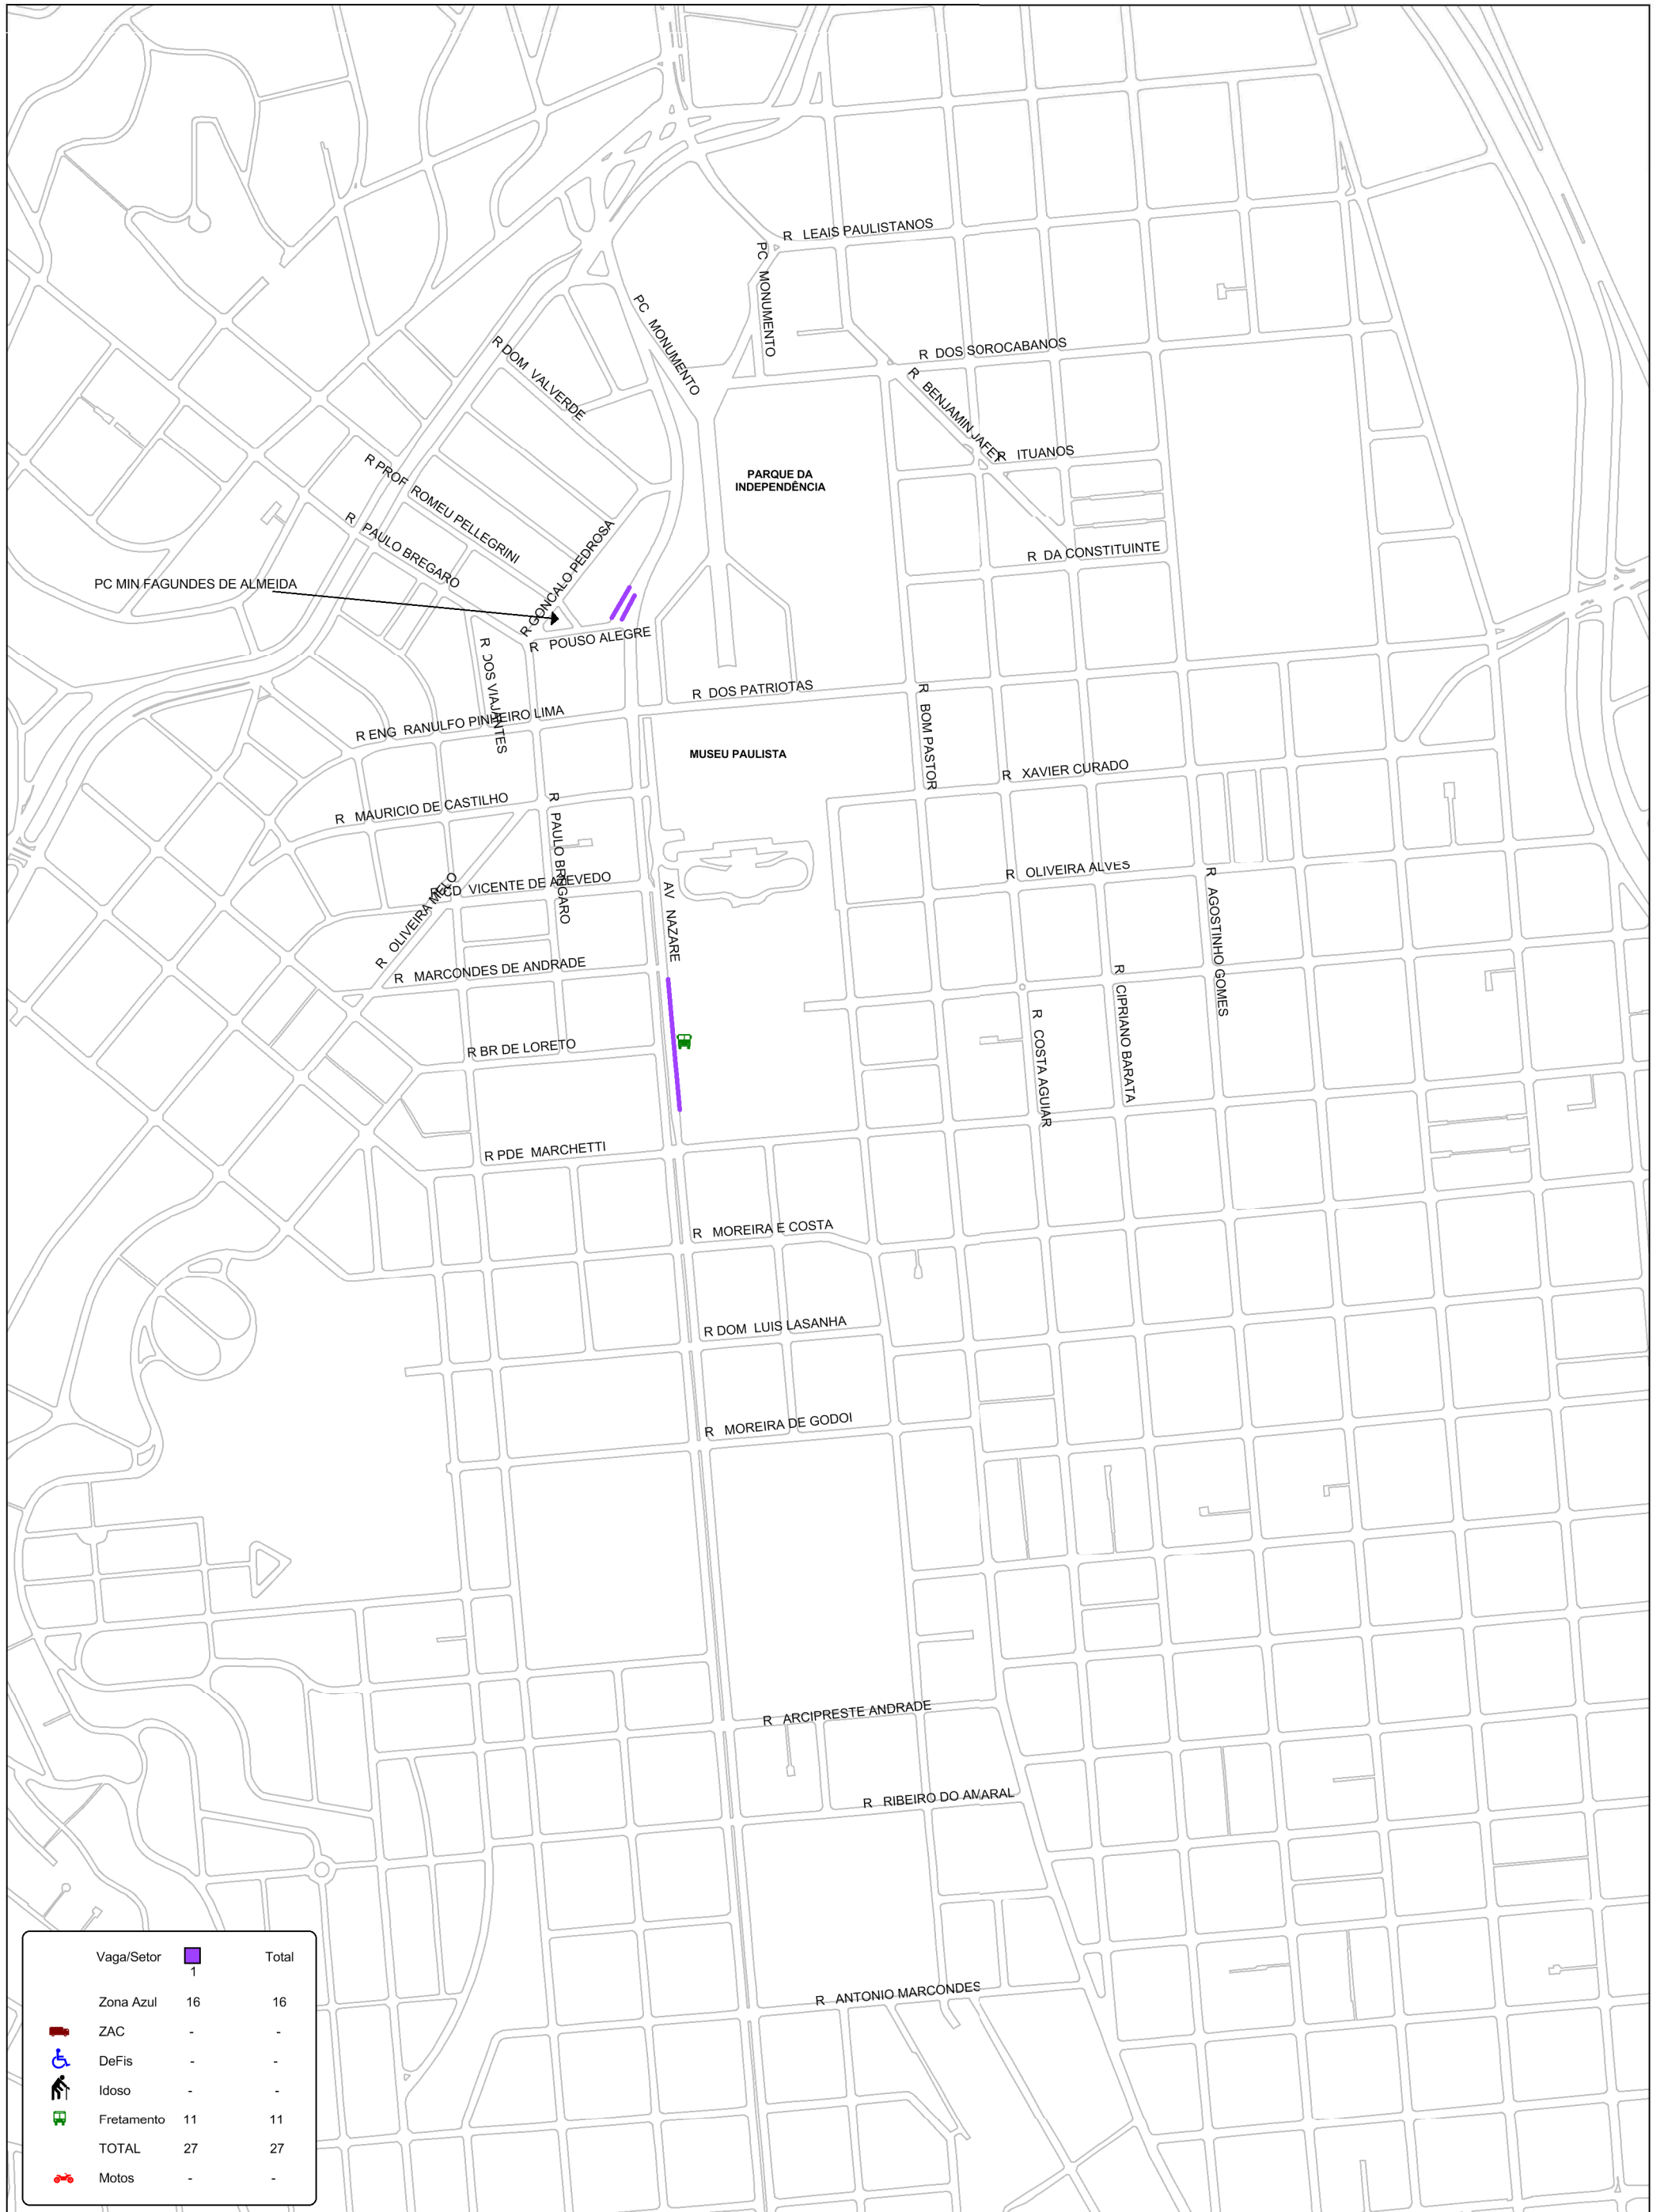 R LEAIS PAULISTANOS
PC MONUMENTO
PC MONUMENTO
R DOM VALVERDE
R DOS SOROCABANOS
R BENJAMIN JAFET
R ITUANOS
PARQUE DA
INDEPENDÊNCIA
R PROF ROMEU PELLEGRINI
R PAULO BREGARO
R GONCALO PEDROSA
R DA CONSTITUINTE
PC MIN FAGUNDES DE ALMEIDA
R POUSO ALEGRE
R DOS VIAJANTES
R DOS PATRIOTAS
R BOM PASTOR
R ENG RANULFO PINHEIRO LIMA
MUSEU PAULISTA
R XAVIER CURADO
R MAURICIO DE CASTILHO
R PAULO BREGARO
R OLIVEIRA ALVES
R CD VICENTE DE AZEVEDO
R OLIVEIRA MELO
AV NAZARE
R AGOSTINHO GOMES
R MARCONDES DE ANDRADE
R CIPRIANO BARATA
R COSTA AGUIAR
R BR DE LORETO
R PDE MARCHETTI
R MOREIRA E COSTA
R DOM LUIS LASANHA
R MOREIRA DE GODOI
R ARCIPRESTE ANDRADE
R RIBEIRO DO AMARAL
R ANTONIO MARCONDES
Vaga/Setor 1 Total
Zona Azul 16 16
ZAC - -
DeFis - -
Idoso - -
Fretamento 11 11
TOTAL 27 27
Motos - -